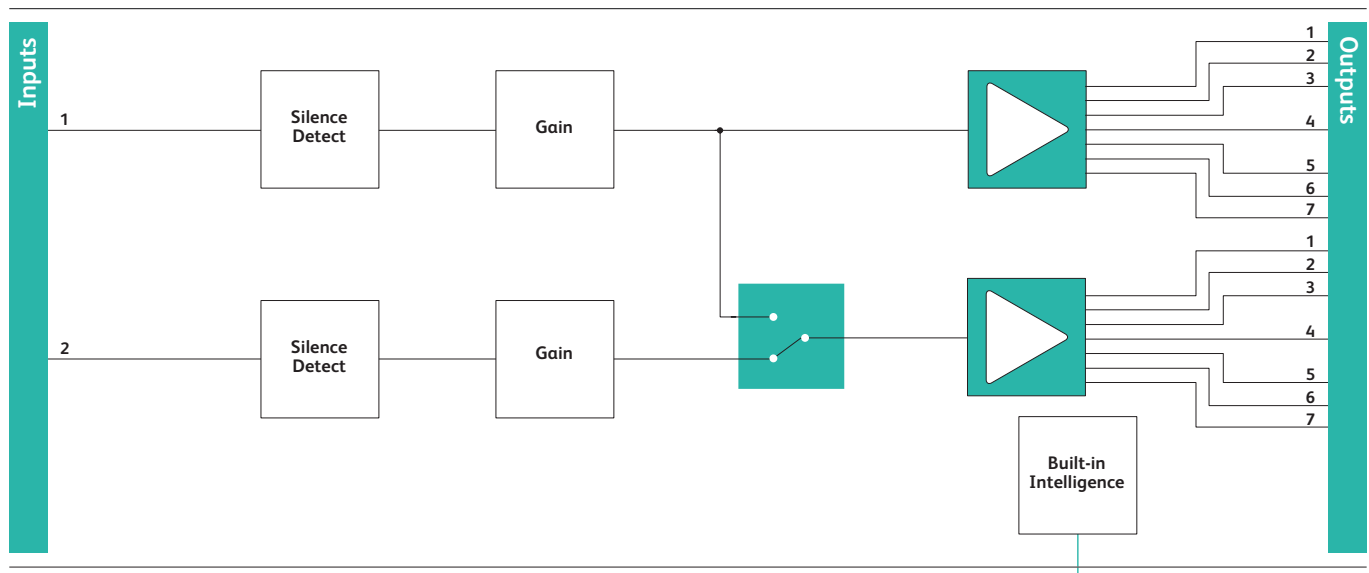 Inputs
1
Silence
Detect
Gain
2
Silence
Detect
Gain
Built-in
Intelligence
1
2
3
4
5
6
7
1
2
3
4
5
6
7
Outputs